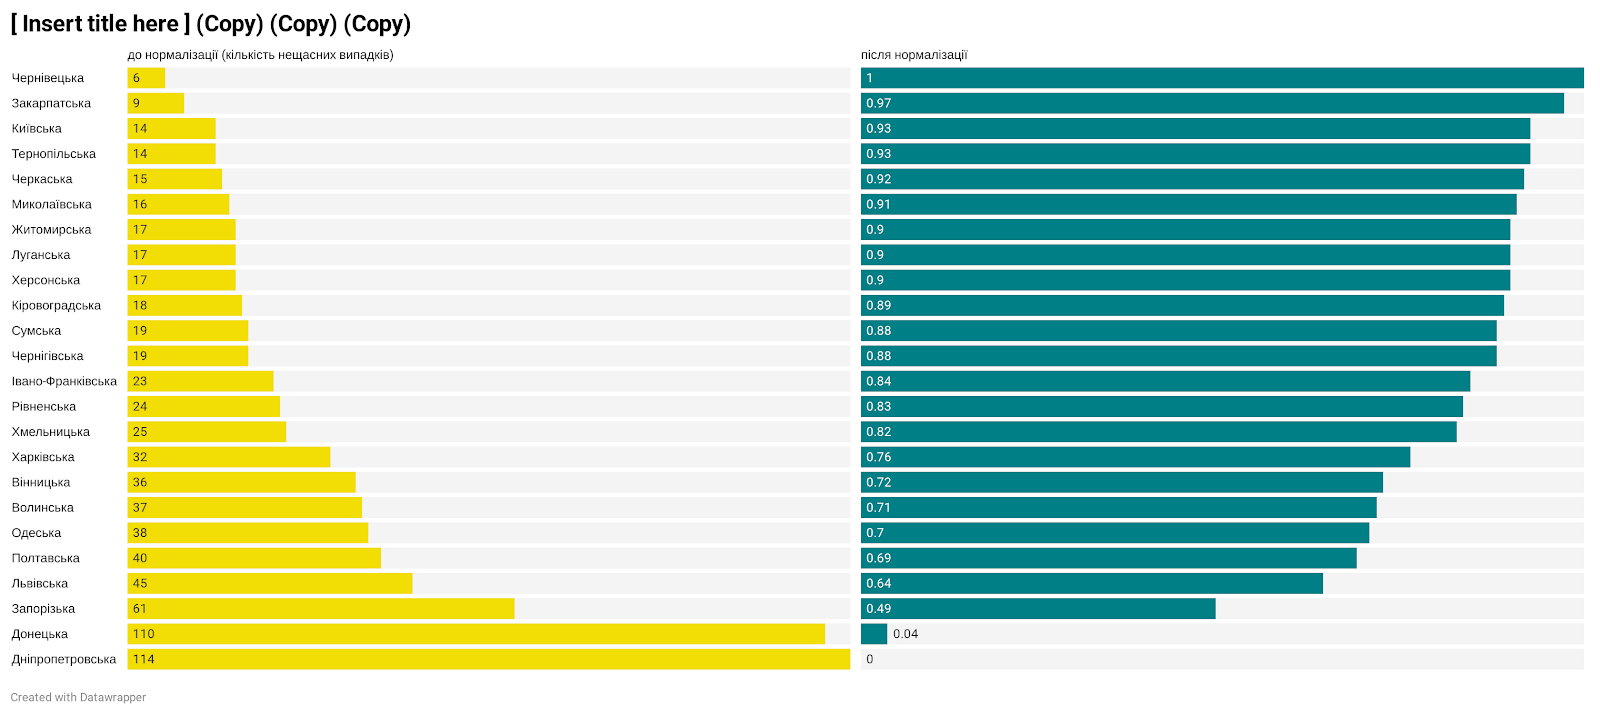 [ Insert title here ] (Copy) (Copy) (Copy)
до нормалізації (кількість нещасних випадків) після нормалізації
Чернівецька 6 1
Закарпатська 9 0.97
Київська 14 0.93
Тернопільська 14 0.93
Черкаська 15 0.92
Миколаївська 16 0.91
Житомирська 17 0.9
Луганська 17 0.9
Херсонська 17 0.9
Кіровоградська 18 0.89
Сумська 19 0.88
Чернігівська 19 0.88
Івано-Франківська 23 0.84
Рівненська 24 0.83
Хмельницька 25 0.82
Харківська 32 0.76
Вінницька 36 0.72
Волинська 37 0.71
Одеська 38 0.7
Полтавська 40 0.69
Львівська 45 0.64
Запорізька 61 0.49
Донецька 110 0.04
Дніпропетровська 114 0
Created with Datawrapper